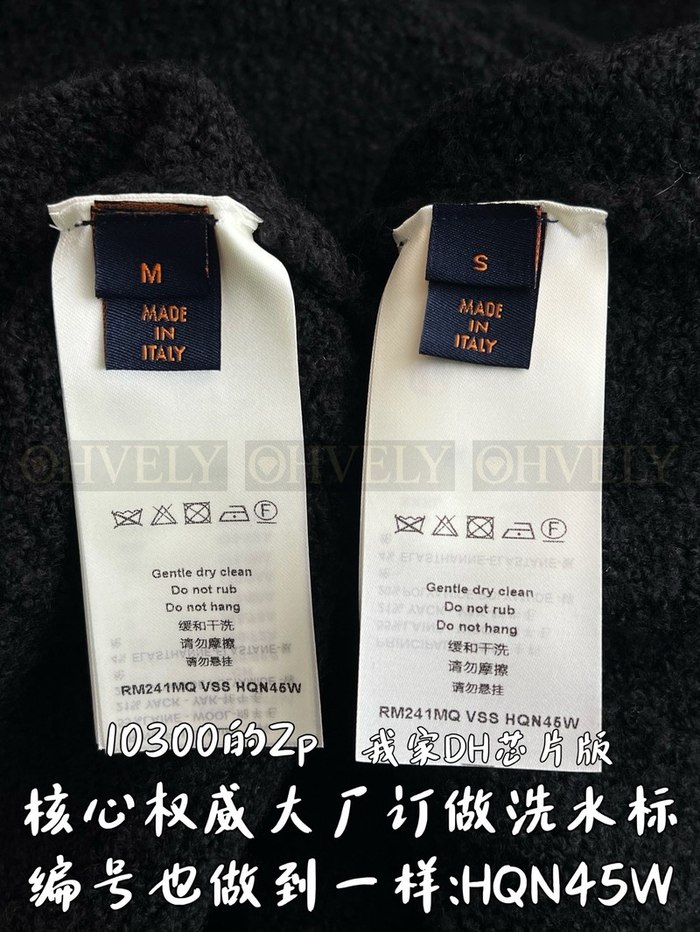 M
MADE
IN
ITALY
S
MADE
IN
ITALY
OHVELY OHVELY OHVELY
Gentle dry clean
Do not rub
Do not hang
缓和干洗
请勿摩擦
请勿悬挂
RM241MQ VSS HQN45W
Gentle dry clean
Do not rub
Do not hang
缓和干洗
请勿摩擦
请勿悬挂
RM241MQ VSS HQN45W
10300的Zp
我家DH芯片版
核心权威大厂订做洗水标
编号也做到一样:HQN45W